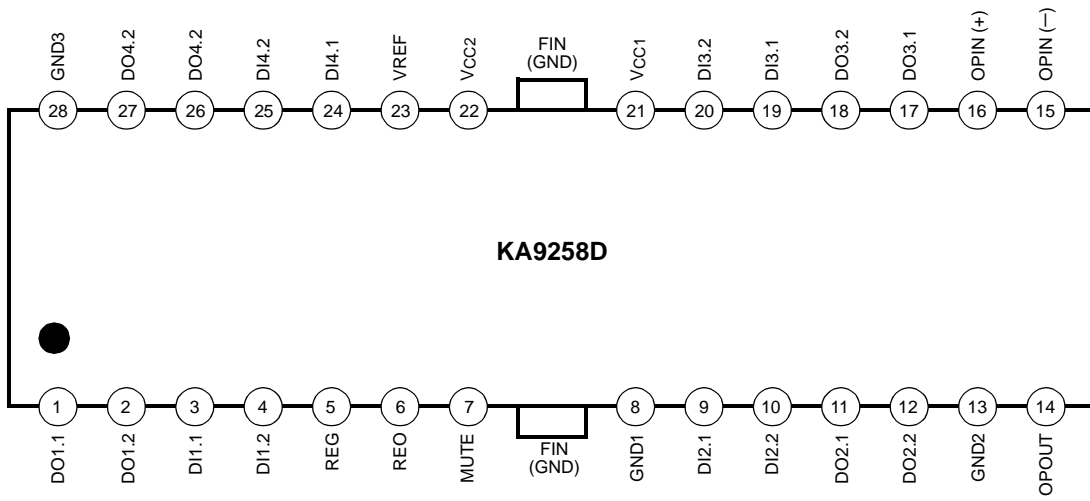 GND3
DO4.2
DO4.2
DI4.2
DI4.1
VREF
VCC2
FIN
(GND)
VCC1
DI3.2
DI3.1
DO3.2
DO3.1
OPIN (+)
OPIN (−)
28 27 26 25 24 23 22 21 20 19 18 17 16 15
KA9258D
1 2 3 4 5 6 7 8 9 10 11 12 13 14
DO1.1
DO1.2
DI1.1
DI1.2
REG
REO
MUTE
FIN
(GND)
GND1
DI2.1
DI2.2
DO2.1
DO2.2
GND2
OPOUT